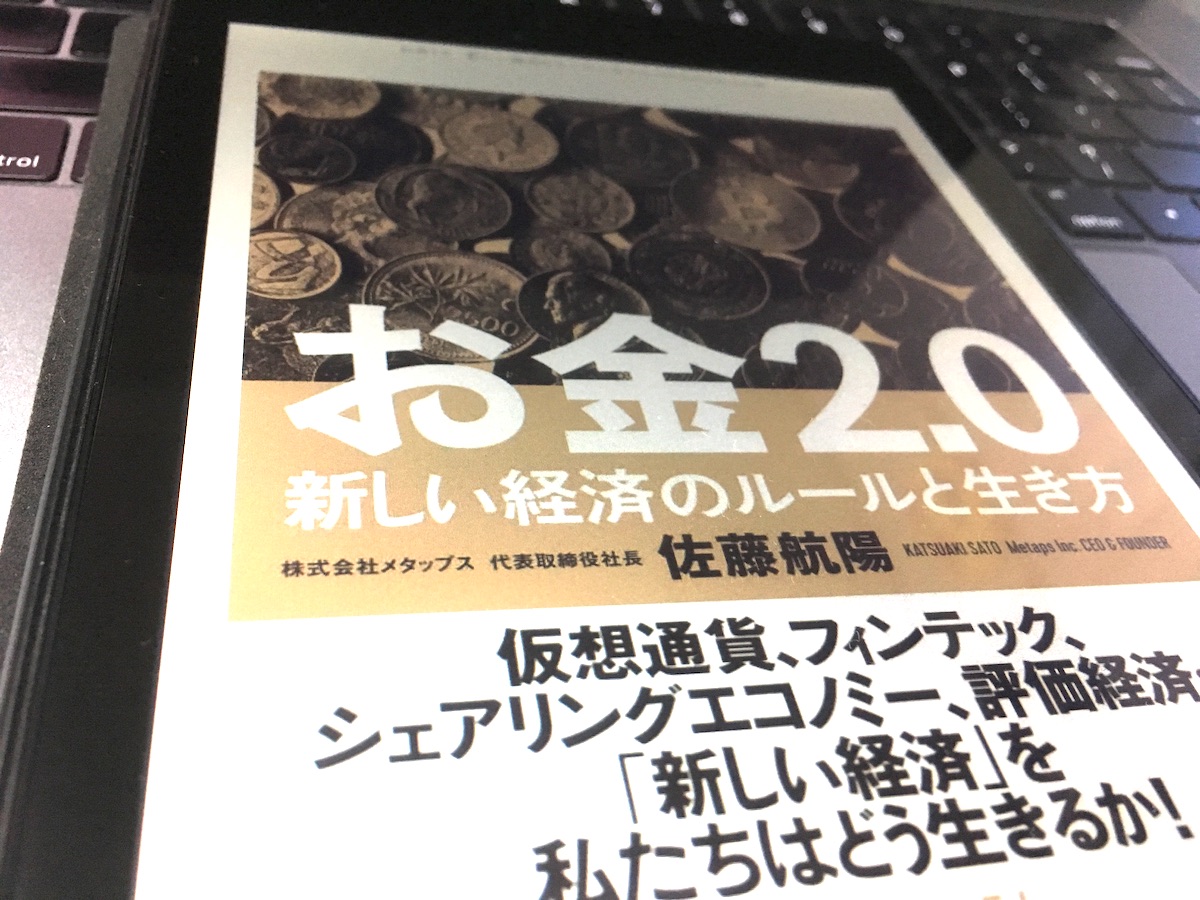 trol
return
500
お金2.0
新しい経済のルールと生き方
株式会社メタップス 代表取締役社長 佐藤航陽 KATSUAKI SATO Metaps Inc CEO & FOUNDER
仮想通貨、フィンテック、
シェアリングエコノミー、評価経済
「新しい経済」を
私たちはどう生きるか!